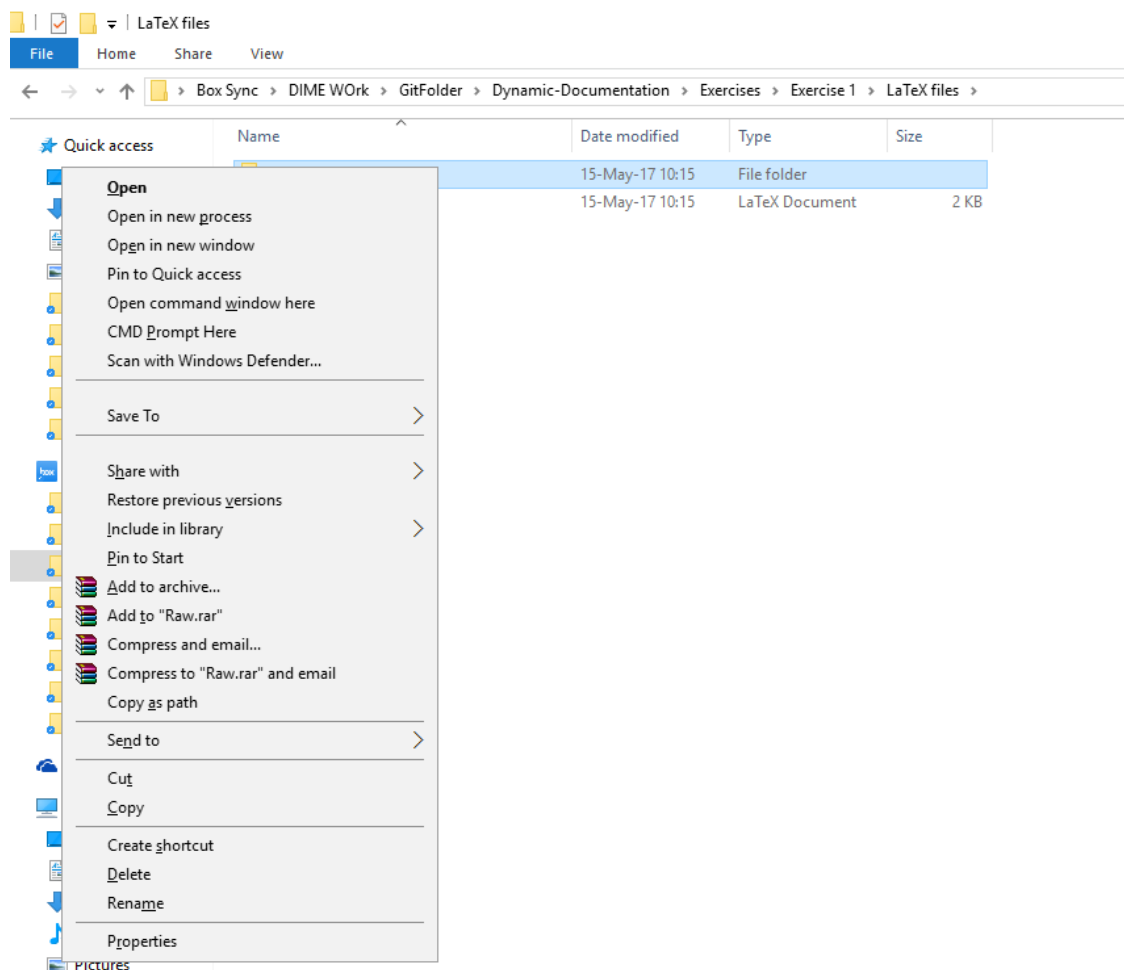 LaTeX files
File Home Share View
Box Sync > DIME WOrk > GitFolder > Dynamic-Documentation > Exercises > Exercise 1 > LaTeX files >
Quick access
Name Date modified Type Size
15-May-17 10:15 File folder
15-May-17 10:15 LaTeX Document 2 KB
Open
Open in new process
Open in new window
Pin to Quick access
Open command window here
CMD Prompt Here
Scan with Windows Defender...
Save To
box
Share with
Restore previous versions
Include in library
Pin to Start
Add to archive...
Add to "Raw.rar"
Compress and email...
Compress to "Raw.rar" and email
Copy as path
Send to
Cut
Copy
Create shortcut
Delete
Rename
Properties
Pictures